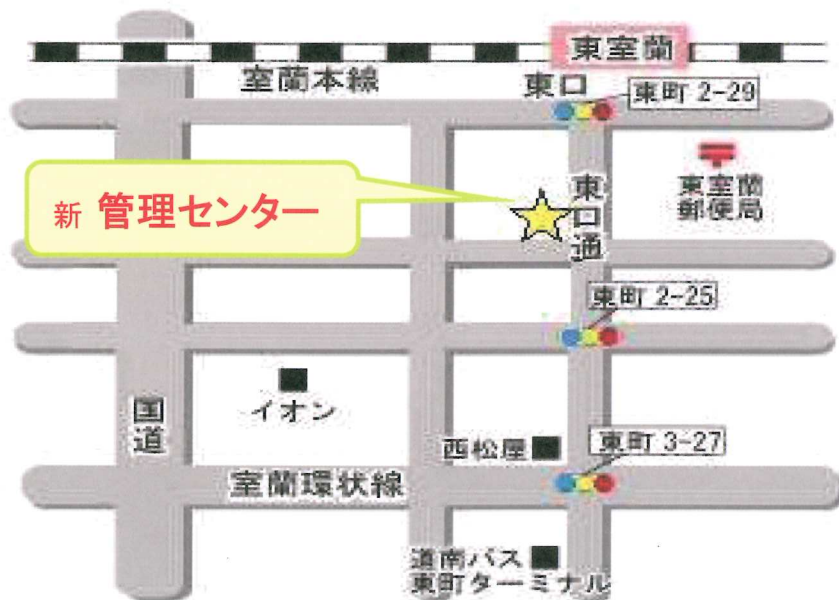 東室蘭
室蘭本線
東口
東町 2-29
新 管理センター
東口通
東室蘭
郵便局
東町 2-25
国道
イオン
西松屋
東町 3-27
室蘭環状線
道南バス
東町ターミナル